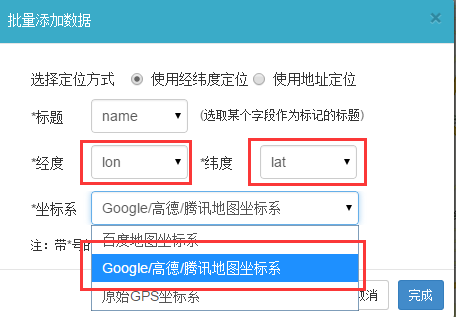 批量添加数据 ×
选择定位方式 使用经纬度定位 使用地址定位
*标题 name (选取某个字段作为标记的标题)
*经度 lon *纬度 lat
*坐标系 Google/高德/腾讯地图坐标系
百度地图坐标系
注：带*号的
Google/高德/腾讯地图坐标系
原始GPS坐标系
取消 完成